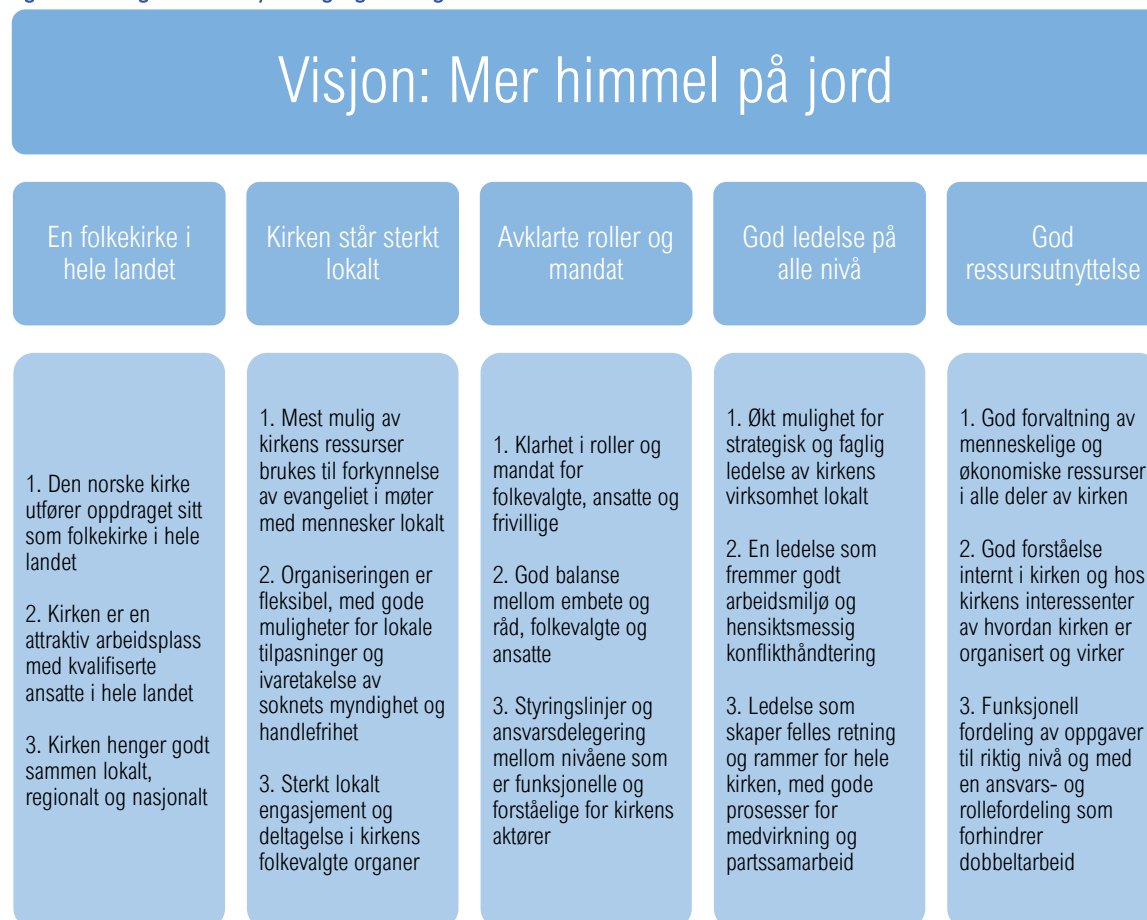 Visjon: Mer himmel på jord
En folkekirke i
hele landet
Kirken står sterkt
lokalt
Avklarte roller og
mandat
God ledelse på
alle nivå
God
ressursutnyttelse
1. Den norske kirke
utfører oppdraget sitt
som folkekirke i hele
landet
2. Kirken er en
attraktiv arbeidsplass
med kvalifiserte
ansatte i hele landet
3. Kirken henger godt
sammen lokalt,
regionalt og nasjonalt
1. Mest mulig av
kirkens ressurser
brukes til forkynnelse
av evangeliet i møter
med mennesker lokalt
2. Organiseringen er
fleksibel, med gode
muligheter for lokale
tilpasninger og
ivaretakelse av
soknets myndighet og
handlefrihet
3. Sterkt lokalt
engasjement og
deltagelse i kirkens
folkevalgte organer
1. Klarhet i roller og
mandat for
folkevalgte, ansatte og
frivillige
2. God balanse
mellom embete og
råd, folkevalgte og
ansatte
3. Styringslinjer og
ansvarsdelegering
mellom nivåene som
er funksjonelle og
forståelige for kirkens
aktører
1. Økt mulighet for
strategisk og faglig
ledelse av kirkens
virksomhet lokalt
2. En ledelse som
fremmer godt
arbeidsmiljø og
hensiktsmessig
konflikthåndtering
3. Ledelse som
skaper felles retning
og rammer for hele
kirken, med gode
prosesser for
medvirkning og
partssamarbeid
1. God forvaltning av
menneskelige og
økonomiske ressurser
i alle deler av kirken
2. God forståelse
internt i kirken og hos
kirkens interessenter
av hvordan kirken er
organisert og virker
3. Funksjonell
fordeling av oppgaver
til riktig nivå og med
en ansvars- og
rollefordeling som
forhindrer
dobbeltarbeid